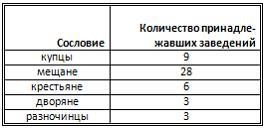 Сословие Количество принадле-
жавших заведений
купцы 9
мещане 28
крестьяне 6
дворяне 3
разночинцы 3